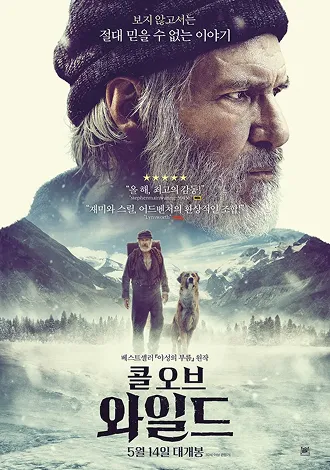 보지 않고서는
절대 믿을 수 없는 이야기
★★★★★
"올 해, 최고의 감동!"
"재미와 스릴, 어드벤처의 환상적인 조합!"
베스트셀러 『야성의 부름』 원작
콜 오브
와일드
5월 14일 대개봉